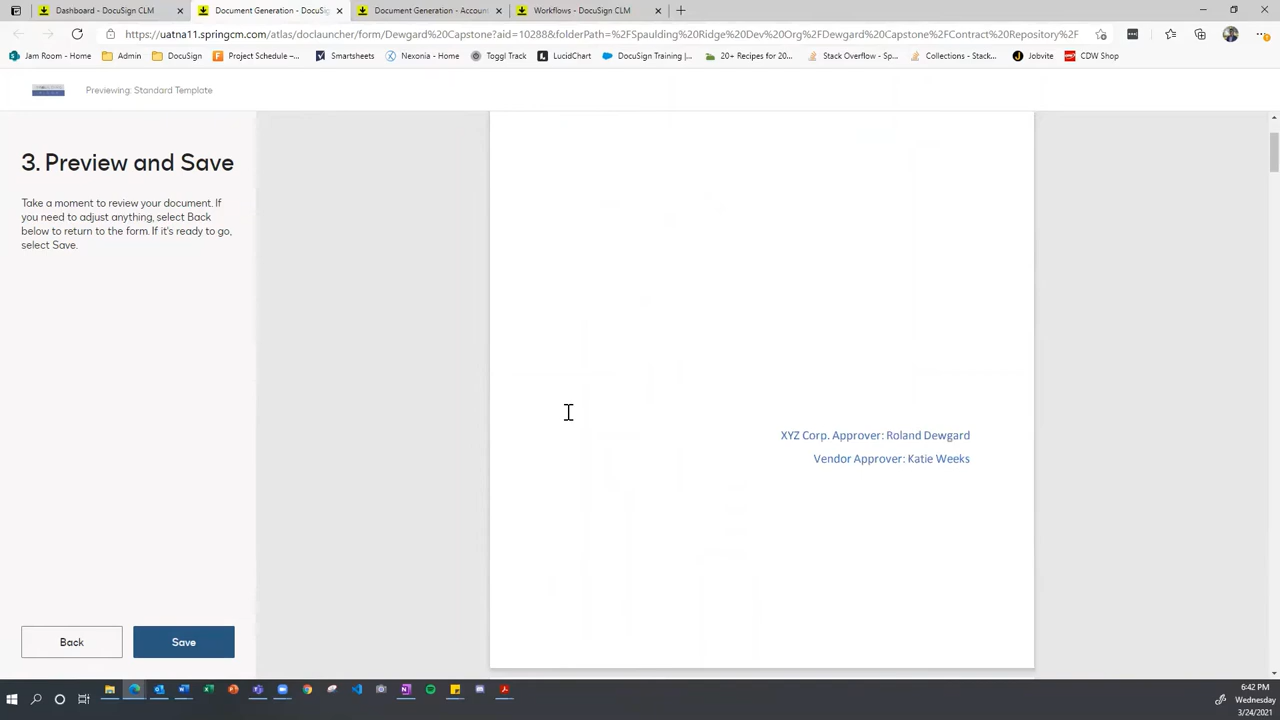 Dashboard - DocuSign CLM
Document Generation - DocuSig
Document Generation - Account
Workflows - DocuSign CLM
https://uatna11.springcm.com/atlas/doclauncher/form/Dewgard%20Capstone?aid=10288&folderPath=%2FSpaulding%20Ridge%20Dev%20Org%2FDewgard%20Capstone%2FContract%20Repository%2F
Jam Room - Home
Admin
DocuSign
Project Schedule –...
Smartsheets
Nexonia - Home
Toggl Track
LucidChart
DocuSign Training |...
20+ Recipes for 20...
Stack Overflow - Sp...
Collections - Stack...
Jobvite
CDW Shop
Previewing: Standard Template
3. Preview and Save
Take a moment to review your document. If
you need to adjust anything, select Back
below to return to the form. If it's ready to go,
select Save.
XYZ Corp. Approver: Roland Dewgard
Vendor Approver: Katie Weeks
Back
Save
6:42 PM
Wednesday
3/24/2021